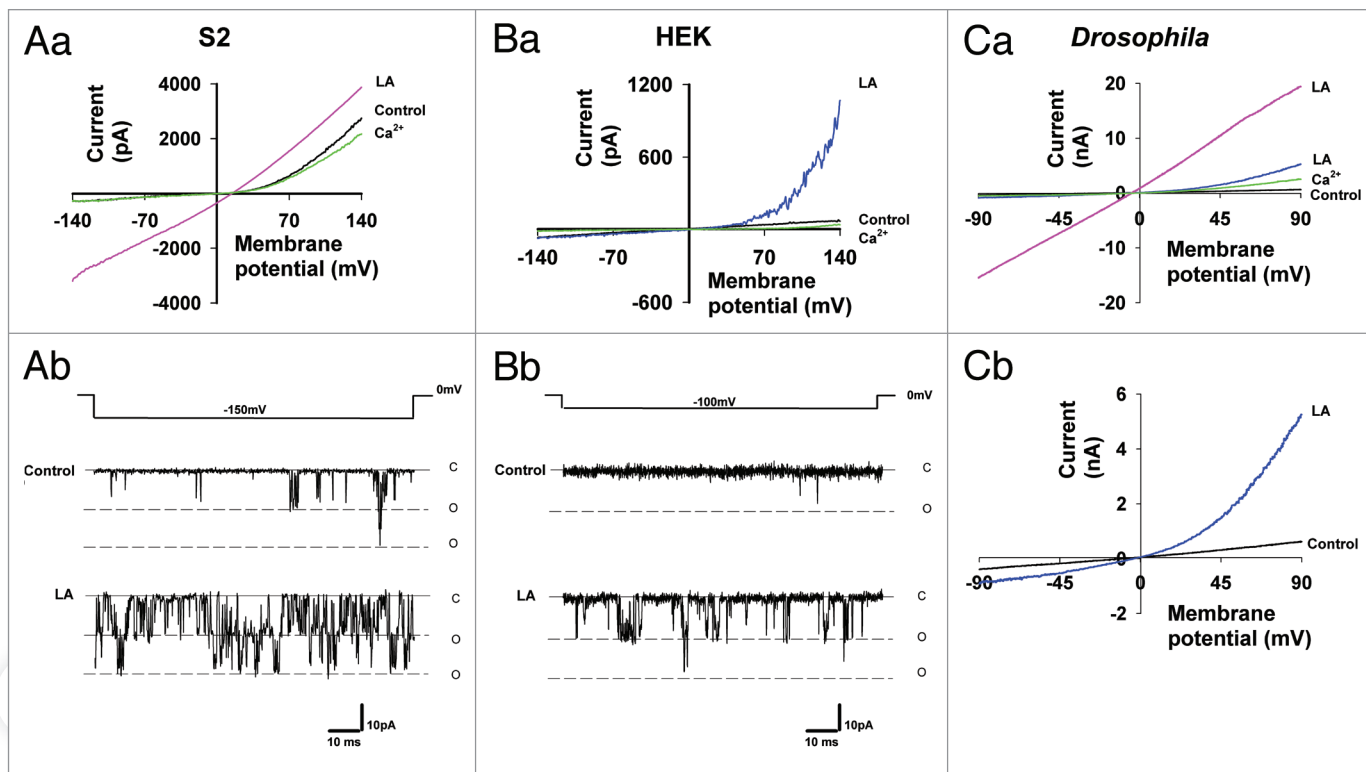 Aa
S2
Current
(pA)
4000
2000
-2000
-4000
-140
-70
70
140
LA
Control
Ca²⁺
Membrane
potential (mV)
Ba
HEK
Current
(pA)
1200
600
-600
-140
-70
70
140
LA
Control
Ca²⁺
Membrane
potential (mV)
Ca
Drosophila
Current
(nA)
20
10
0
-10
-20
-90
-45
0
45
90
LA
LA
Ca²⁺
Control
Membrane
potential (mV)
Ab
0mV
-150mV
Control
C
O
O
LA
C
O
O
10pA
10 ms
Bb
0mV
-100mV
Control
C
O
LA
C
O
O
10pA
10 ms
Cb
Current
(nA)
6
4
2
0
-2
-90
-45
0
45
90
LA
Control
Membrane
potential (mV)